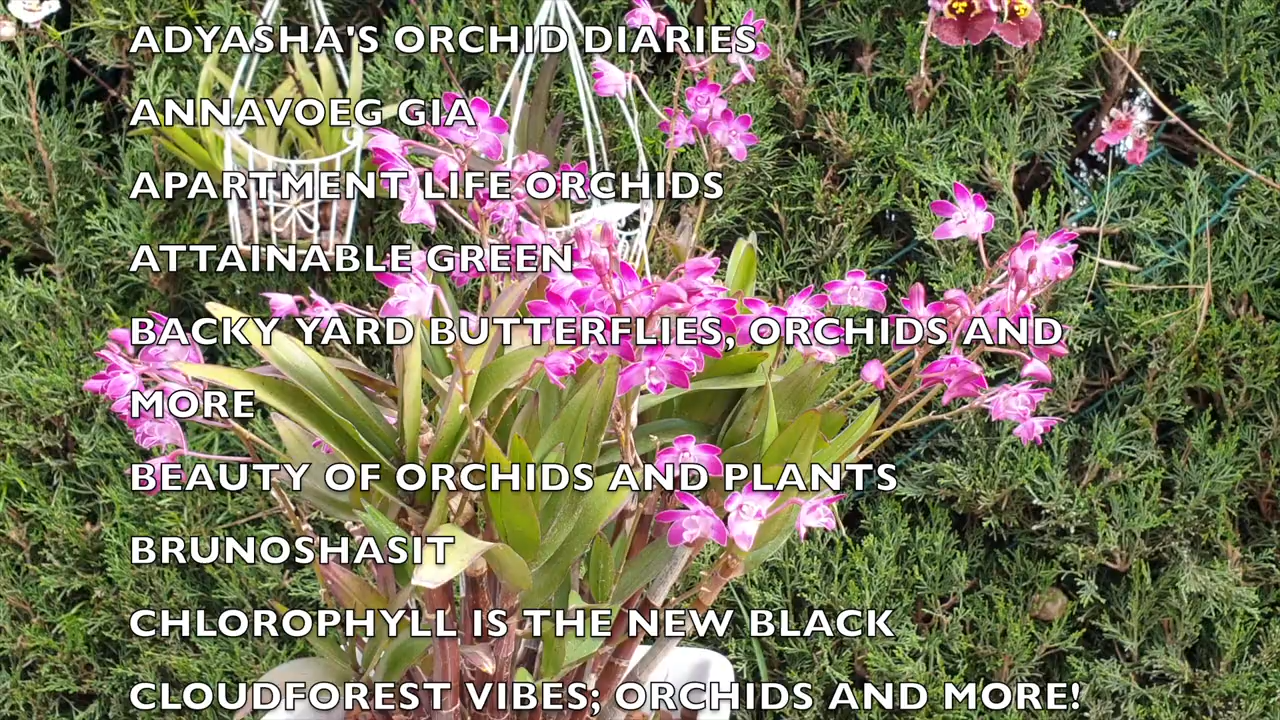 ADYASHA'S ORCHID DIARIES
ANNAVOEG GIA
APARTMENT LIFE ORCHIDS
ATTAINABLE GREEN
BACKY YARD BUTTERFLIES, ORCHIDS AND
MORE
BEAUTY OF ORCHIDS AND PLANTS
BRUNOSHASIT
CHLOROPHYLL IS THE NEW BLACK
CLOUDFOREST VIBES; ORCHIDS AND MORE!